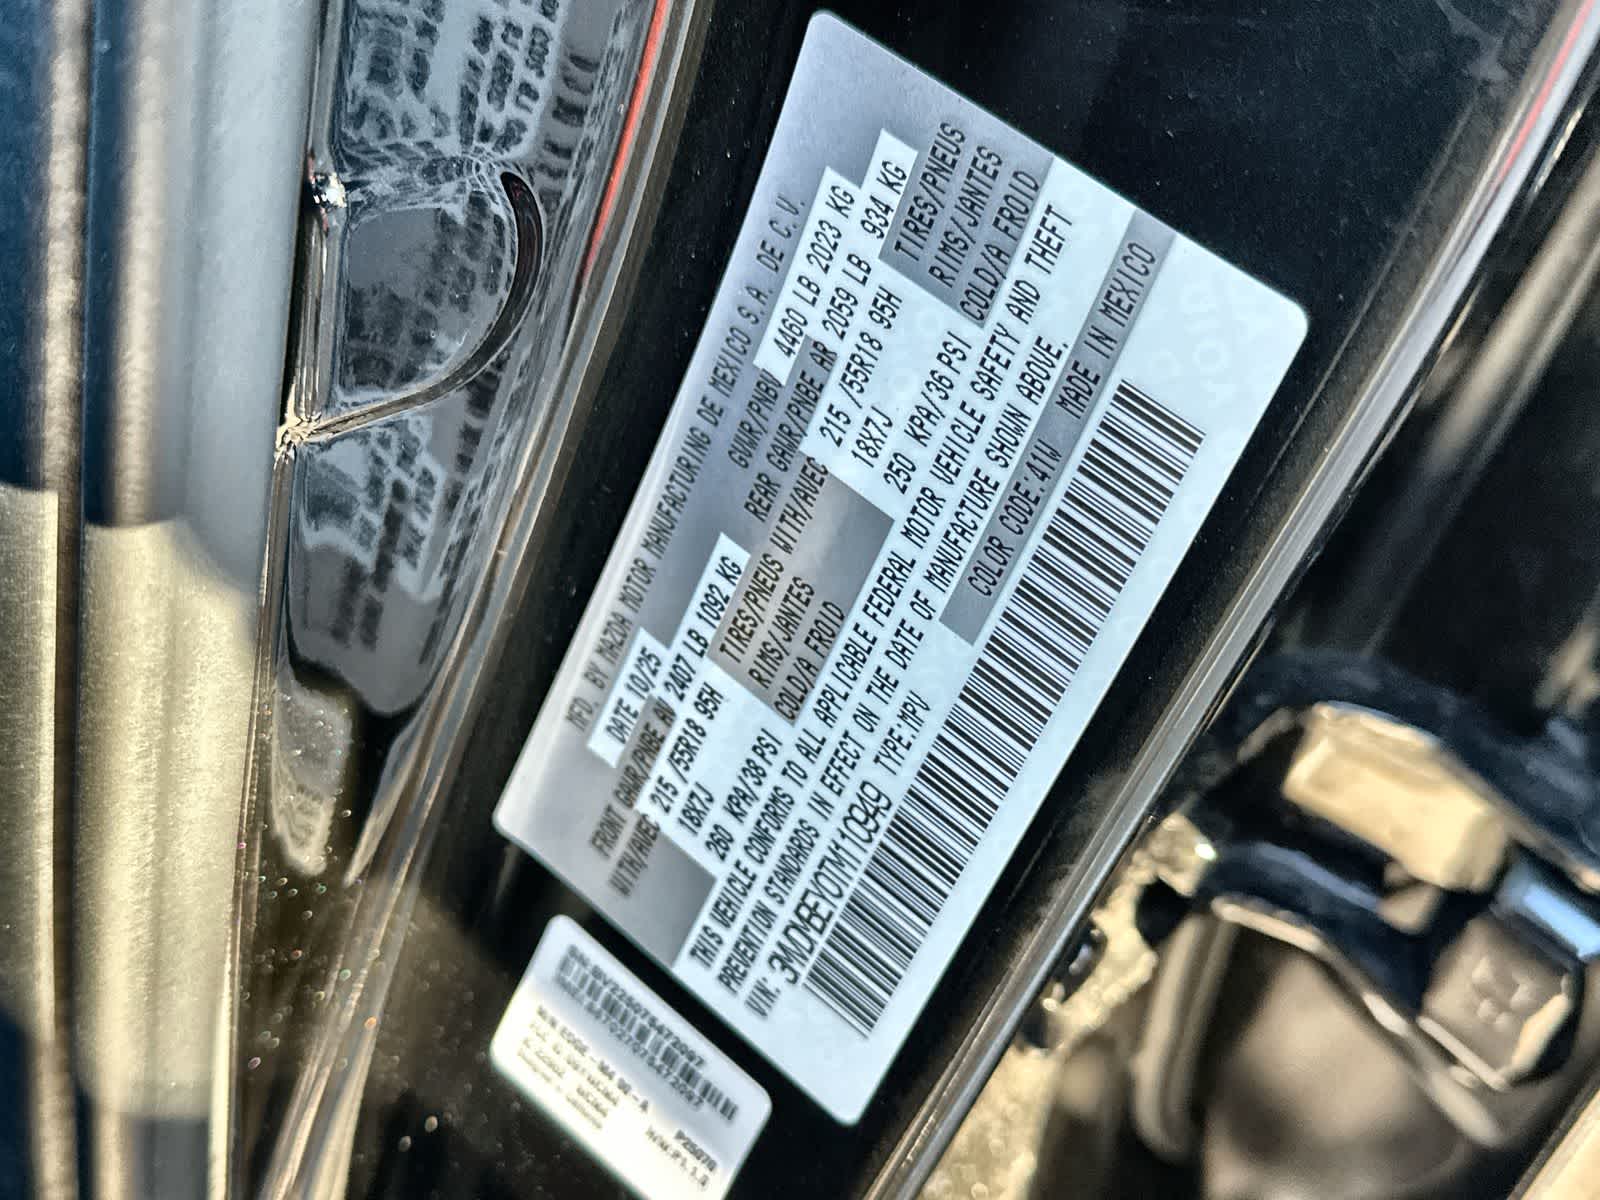 MFD. BY MAZDA MOTOR MANUFACTURING DE MEXICO S.A. DE C.V.
DATE 10/25 GVWR/PNBV 4460 LB 2023 KG
FRONT GAWR/PNBE AV 2407 LB 1092 KG REAR GAWR/PNBE AR 2059 LB 934 KG
WITH/AVEC 215 /55R18 95H TIRES/PNEUS WITH/AVEC 215 /55R18 95H TIRES/PNEUS
18X7J RIMS/JANTES 18X7J RIMS/JANTES
260 KPA/38 PSI COLD/A FROID 250 KPA/36 PSI COLD/A FROID
THIS VEHICLE CONFORMS TO ALL APPLICABLE FEDERAL MOTOR VEHICLE SAFETY AND THEFT
PREVENTION STANDARDS IN EFFECT ON THE DATE OF MANUFACTURE SHOWN ABOVE.
VIN: 3MVDMBEY0TM110949 TYPE:MPV COLOR CODE:41W MADE IN MEXICO